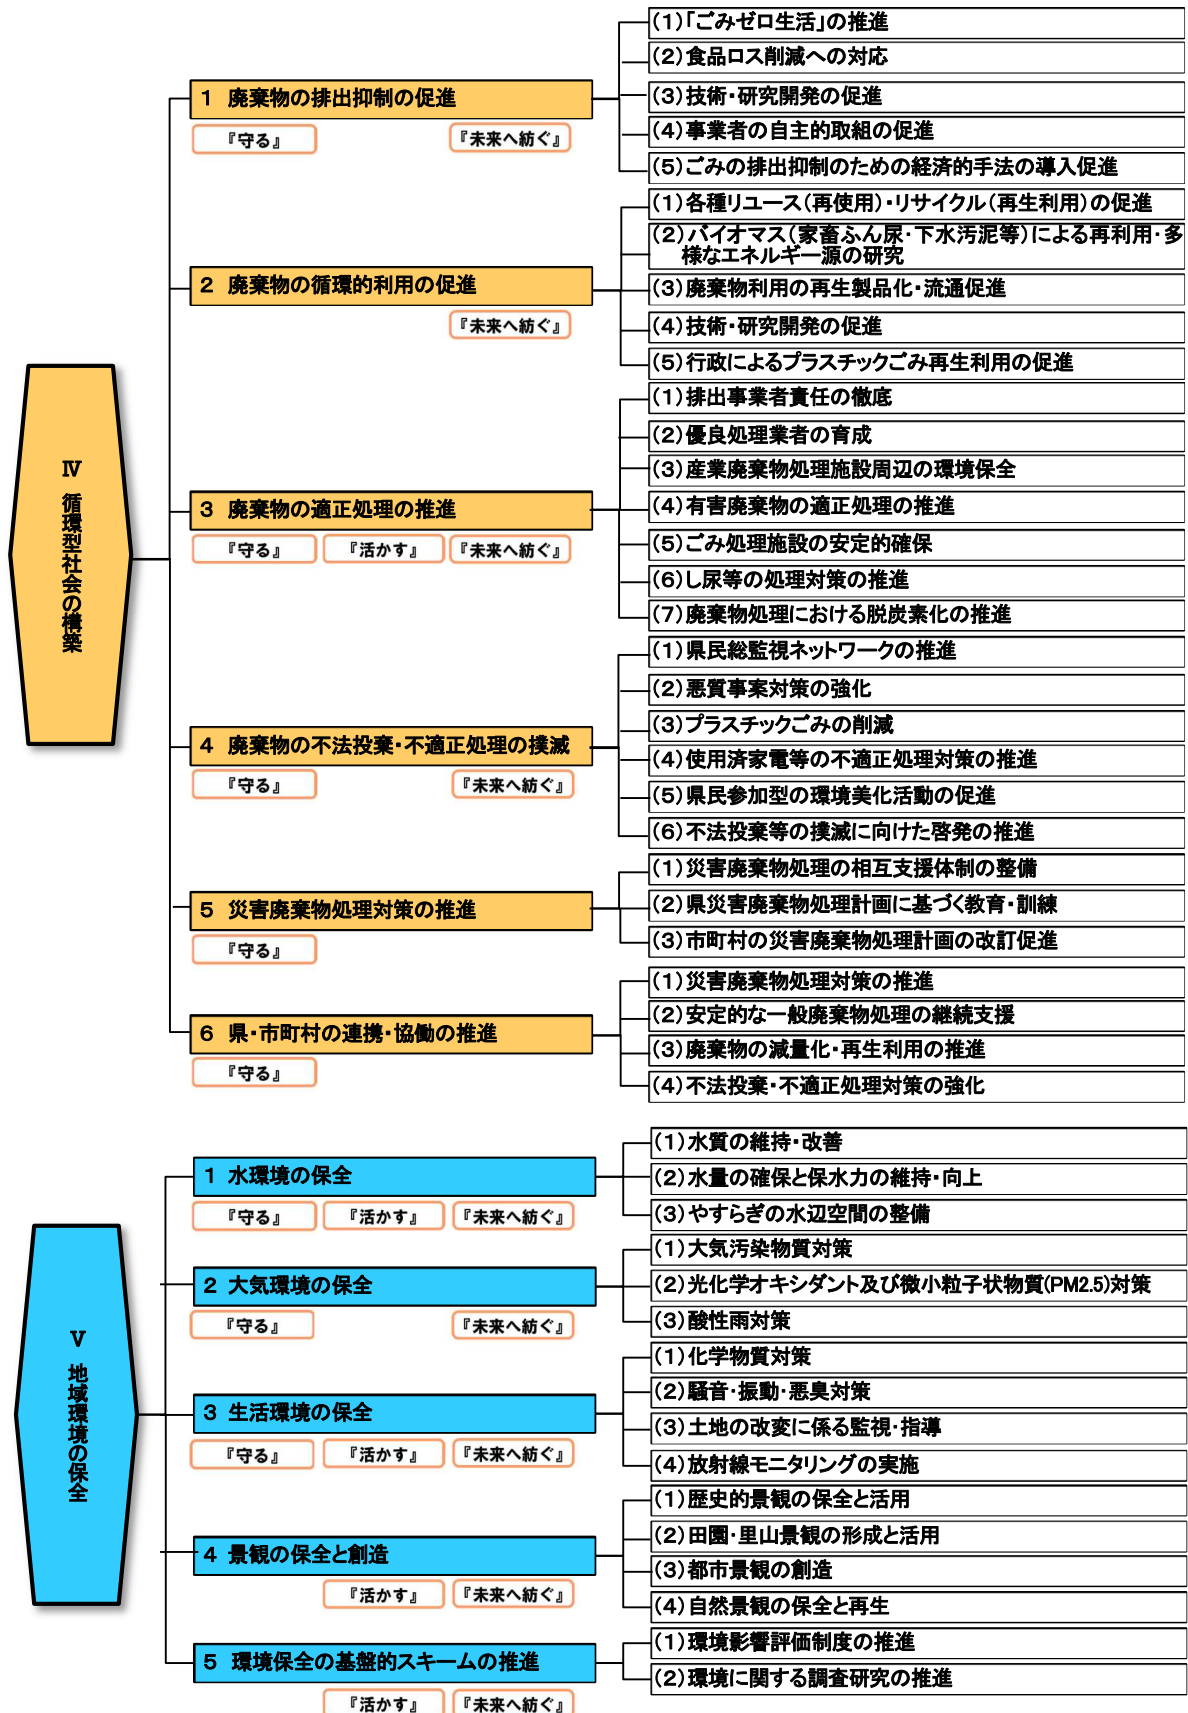 Ⅳ 循環型社会の構築
1 廃棄物の排出抑制の促進
『守る』
『未来へ紡ぐ』
(1)「ごみゼロ生活」の推進
(2)食品ロス削減への対応
(3)技術・研究開発の促進
(4)事業者の自主的取組の促進
(5)ごみの排出抑制のための経済的手法の導入促進
2 廃棄物の循環的利用の促進
『未来へ紡ぐ』
(1)各種リユース(再使用)・リサイクル(再生利用)の促進
(2)バイオマス(家畜ふん尿・下水汚泥等)による再利用・多
様なエネルギー源の研究
(3)廃棄物利用の再生製品化・流通促進
(4)技術・研究開発の促進
(5)行政によるプラスチックごみ再生利用の促進
3 廃棄物の適正処理の推進
『守る』
『活かす』
『未来へ紡ぐ』
(1)排出事業者責任の徹底
(2)優良処理業者の育成
(3)産業廃棄物処理施設周辺の環境保全
(4)有害廃棄物の適正処理の推進
(5)ごみ処理施設の安定的確保
(6)し尿等の処理対策の推進
(7)廃棄物処理における脱炭素化の推進
4 廃棄物の不法投棄・不適正処理の撲滅
『守る』
『未来へ紡ぐ』
(1)県民総監視ネットワークの推進
(2)悪質事案対策の強化
(3)プラスチックごみの削減
(4)使用済家電等の不適正処理対策の推進
(5)県民参加型の環境美化活動の促進
(6)不法投棄等の撲滅に向けた啓発の推進
5 災害廃棄物処理対策の推進
『守る』
(1)災害廃棄物処理の相互支援体制の整備
(2)県災害廃棄物処理計画に基づく教育・訓練
(3)市町村の災害廃棄物処理計画の改訂促進
6 県・市町村の連携・協働の推進
『守る』
(1)災害廃棄物処理対策の推進
(2)安定的な一般廃棄物処理の継続支援
(3)廃棄物の減量化・再生利用の推進
(4)不法投棄・不適正処理対策の強化
Ⅴ 地域環境の保全
1 水環境の保全
『守る』
『活かす』
『未来へ紡ぐ』
(1)水質の維持・改善
(2)水量の確保と保水力の維持・向上
(3)やすらぎの水辺空間の整備
2 大気環境の保全
『守る』
『未来へ紡ぐ』
(1)大気汚染物質対策
(2)光化学オキシダント及び微小粒子状物質(PM2.5)対策
(3)酸性雨対策
3 生活環境の保全
『守る』
『活かす』
『未来へ紡ぐ』
(1)化学物質対策
(2)騒音・振動・悪臭対策
(3)土地の改変に係る監視・指導
(4)放射線モニタリングの実施
4 景観の保全と創造
『活かす』
『未来へ紡ぐ』
(1)歴史的景観の保全と活用
(2)田園・里山景観の形成と活用
(3)都市景観の創造
(4)自然景観の保全と再生
5 環境保全の基盤的スキームの推進
『活かす』
『未来へ紡ぐ』
(1)環境影響評価制度の推進
(2)環境に関する調査研究の推進